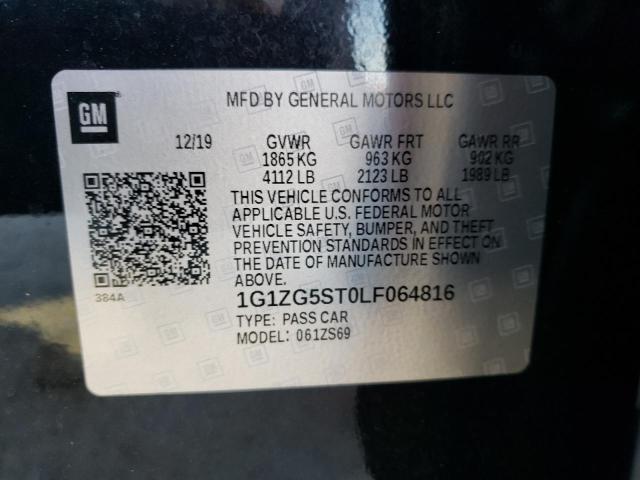 GM
MFD BY GENERAL MOTORS LLC
12/19 GVWR GAWR FRT GAWR RR
1865 KG 963 KG 902 KG
4112 LB 2123 LB 1989 LB
THIS VEHICLE CONFORMS TO ALL
APPLICABLE U.S. FEDERAL MOTOR
VEHICLE SAFETY, BUMPER, AND THEFT
PREVENTION STANDARDS IN EFFECT ON
THE DATE OF MANUFACTURE SHOWN
ABOVE.
384A
1G1ZG5ST0LF064816
TYPE: PASS CAR
MODEL: 061ZS69